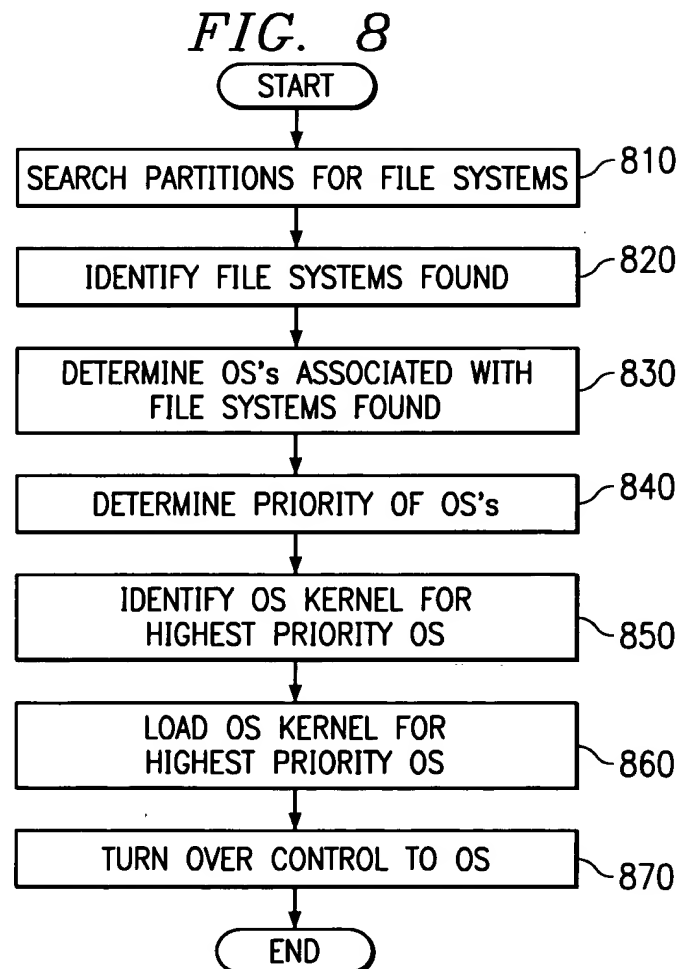 FIG. 8
START
SEARCH PARTITIONS FOR FILE SYSTEMS
810
IDENTIFY FILE SYSTEMS FOUND
820
DETERMINE OS's ASSOCIATED WITH
FILE SYSTEMS FOUND
830
DETERMINE PRIORITY OF OS's
840
IDENTIFY OS KERNEL FOR
HIGHEST PRIORITY OS
850
LOAD OS KERNEL FOR
HIGHEST PRIORITY OS
860
TURN OVER CONTROL TO OS
870
END